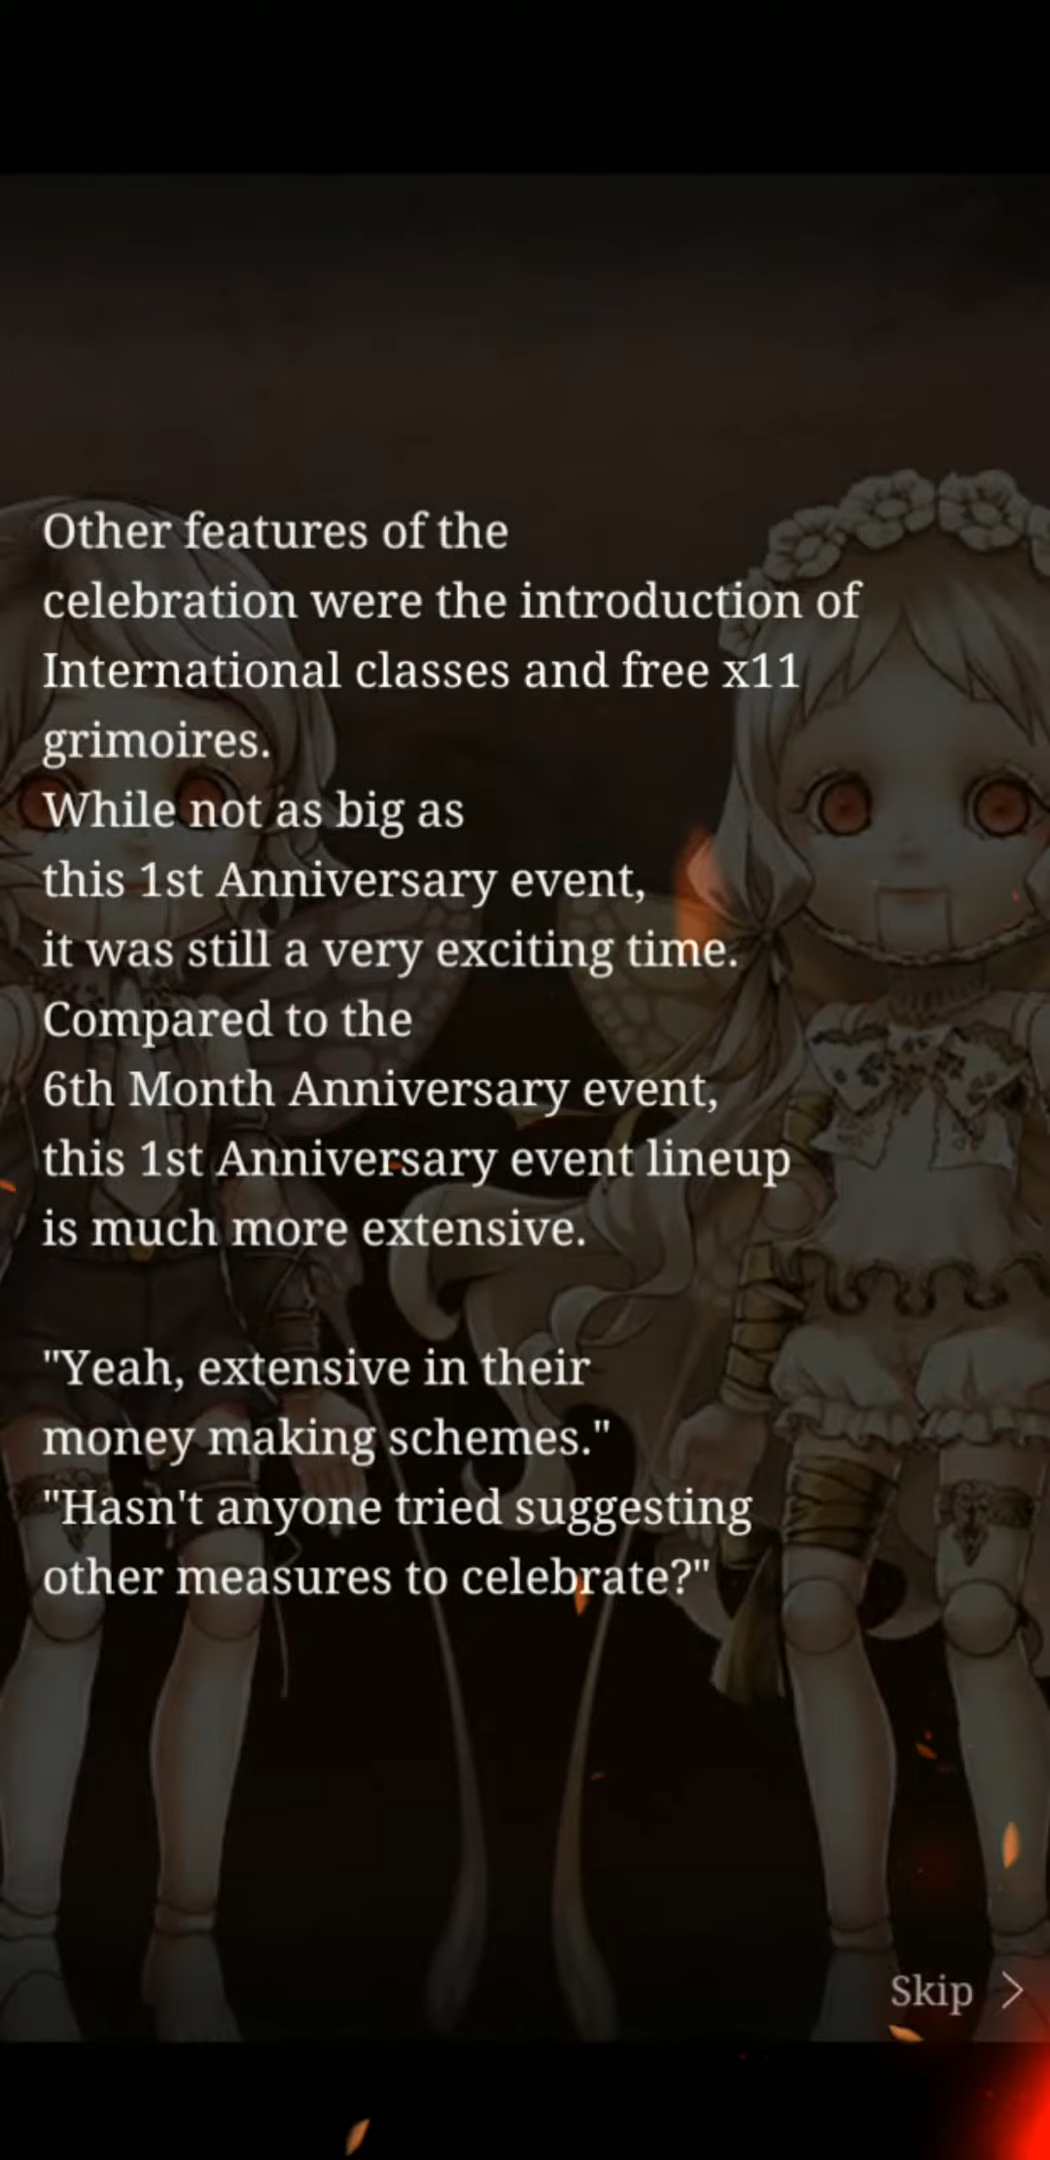 Other features of the
celebration were the introduction of
International classes and free x11
grimoires.
While not as big as
this 1st Anniversary event,
it was still a very exciting time.
Compared to the
6th Month Anniversary event,
this 1st Anniversary event lineup
is much more extensive.
"Yeah, extensive in their
money making schemes."
"Hasn't anyone tried suggesting
other measures to celebrate?"
Skip